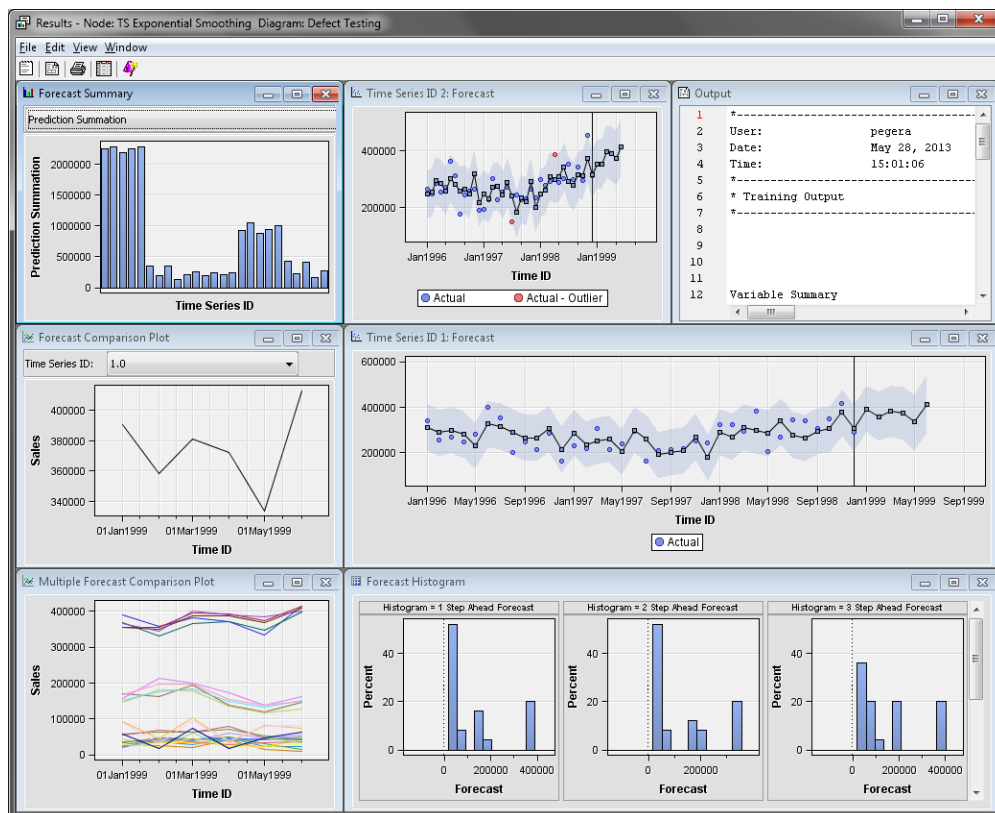 Results - Node: TS Exponential Smoothing Diagram: Defect Testing
File Edit View Window
Forecast Summary
Prediction Summation
Prediction Summation
2000000
1500000
1000000
500000
0
Time Series ID
Time Series ID 2: Forecast
400000
200000
Jan1996 Jan1997 Jan1998 Jan1999
Time ID
Actual Actual - Outlier
Output
1 *------------------------------------
2 User: pegera
3 Date: May 28, 2013
4 Time: 15:01:06
5 *------------------------------------
6 * Training Output
7 *------------------------------------
8
9
10
11
12 Variable Summary
Forecast Comparison Plot
Time Series ID: 1.0
Sales
400000
380000
360000
340000
01Jan1999 01Mar1999 01May1999
Time ID
Time Series ID 1: Forecast
600000
400000
200000
Jan1996 May1996 Sep1996 Jan1997 May1997 Sep1997 Jan1998 May1998 Sep1998 Jan1999 May1999 Sep1999
Time ID
Actual
Multiple Forecast Comparison Plot
Sales
400000
300000
200000
100000
0
01Jan1999 01Mar1999 01May1999
Time ID
Forecast Histogram
Histogram = 1 Step Ahead Forecast
Percent
40
20
0
0 200000 400000
Forecast
Histogram = 2 Step Ahead Forecast
Percent
40
20
0
0 200000
Forecast
Histogram = 3 Step Ahead Forecast
Percent
40
20
0
0 200000 400000
Forecast